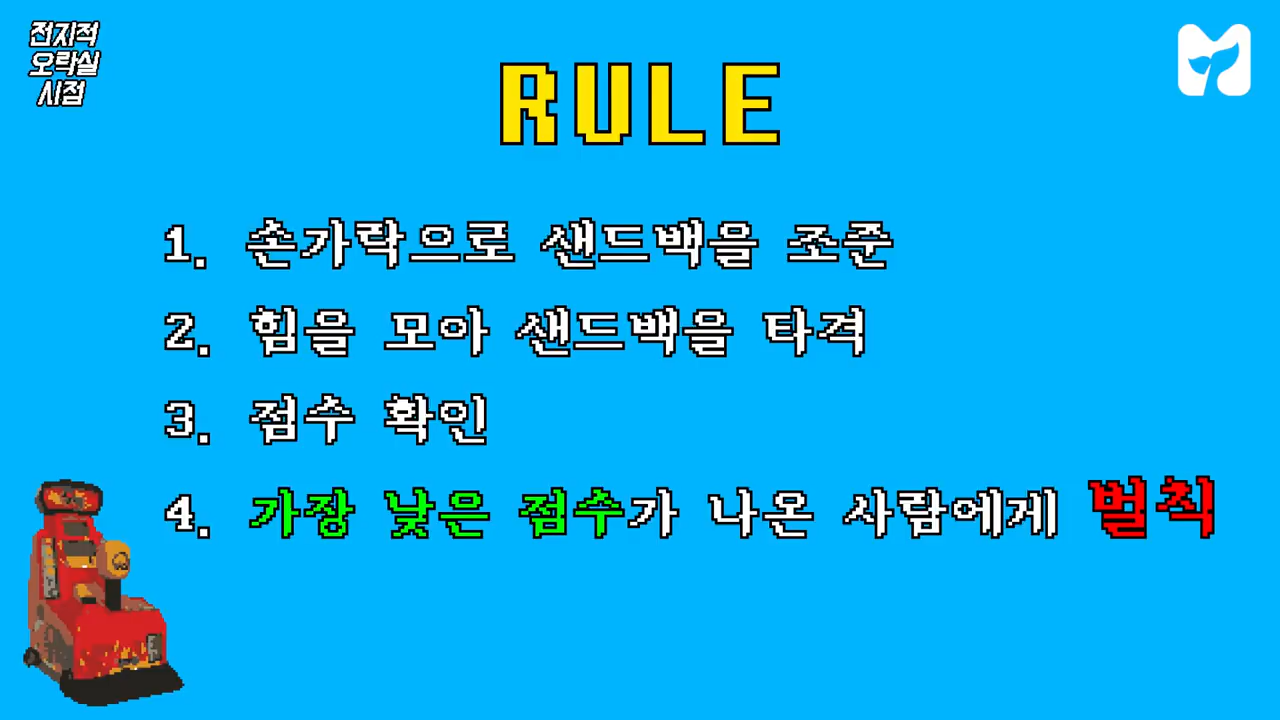 전지적
오락실
시점
RULE
1. 손가락으로 샌드백을 조준
2. 힘을 모아 샌드백을 타격
3. 점수 확인
4. 가장 낮은 점수가 나온 사람에게 벌칙